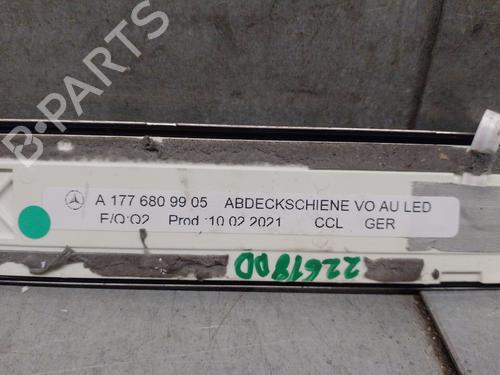 B-PARTS
A 177 680 99 05 ABDECKSCHIENE VO AU LED
E/Q:Q2 Prod.:10.02.2021 CCL GER
22618DD